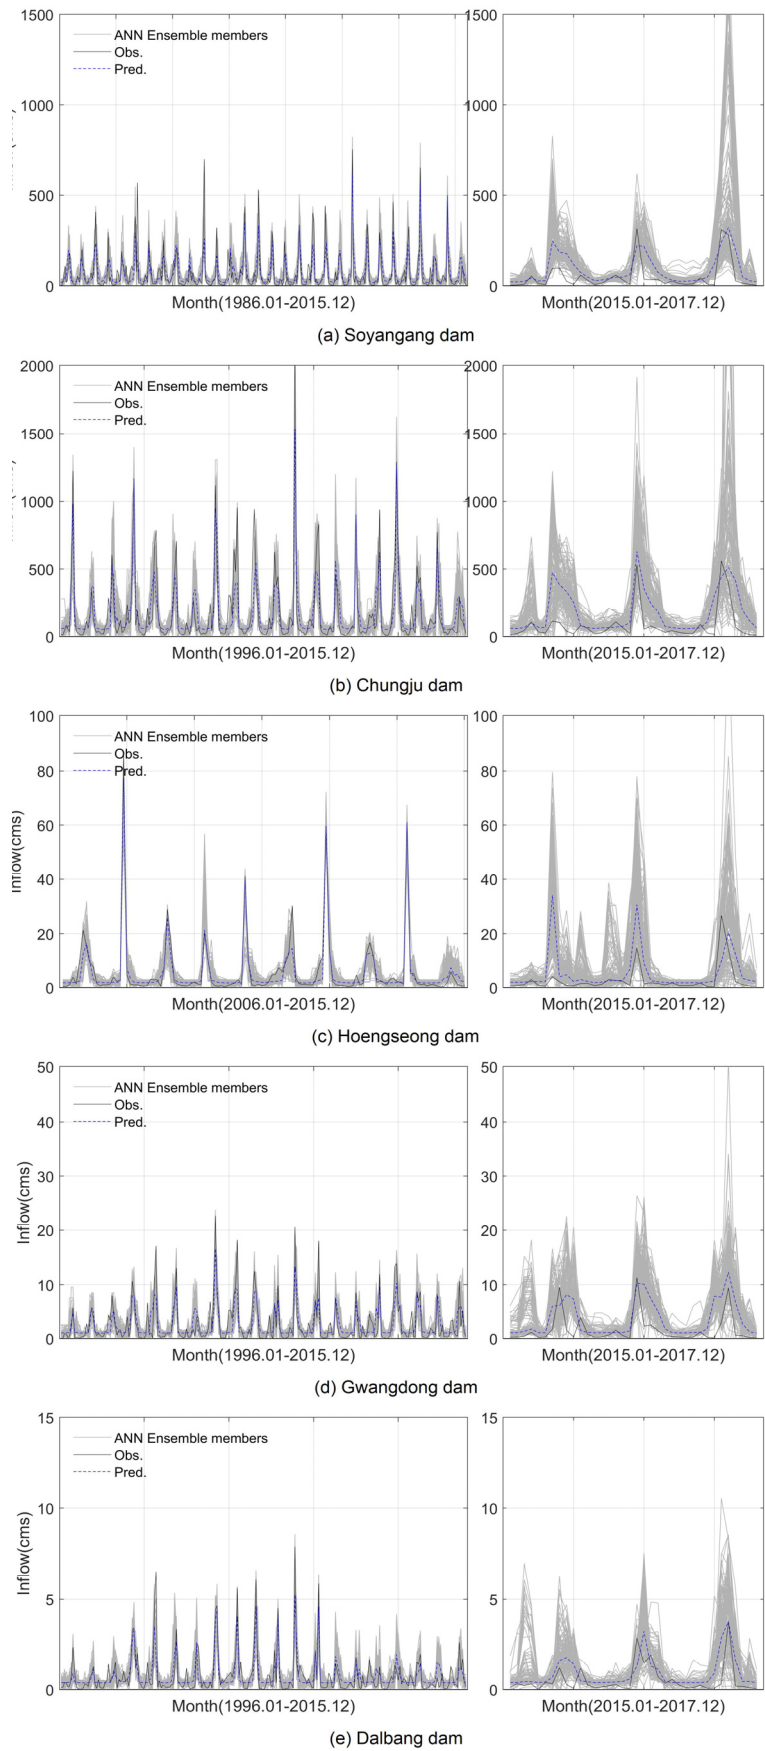 1500
1000
500
0
ANN Ensemble members
Obs.
Pred.
1500
1000
500
0
Month(1986.01-2015.12)
Month(2015.01-2017.12)
(a) Soyangang dam
2000
1500
1000
500
0
ANN Ensemble members
Obs.
Pred.
2000
1500
1000
500
0
Month(1996.01-2015.12)
Month(2015.01-2017.12)
(b) Chungju dam
100
80
60
40
20
0
Inflow(cms)
ANN Ensemble members
Obs.
Pred.
100
80
60
40
20
0
Month(2006.01-2015.12)
Month(2015.01-2017.12)
(c) Hoengseong dam
50
40
30
20
10
0
Inflow(cms)
ANN Ensemble members
Obs.
Pred.
50
40
30
20
10
0
Month(1996.01-2015.12)
Month(2015.01-2017.12)
(d) Gwangdong dam
15
10
5
0
Inflow(cms)
ANN Ensemble members
Obs.
Pred.
15
10
5
0
Month(1996.01-2015.12)
Month(2015.01-2017.12)
(e) Dalbang dam